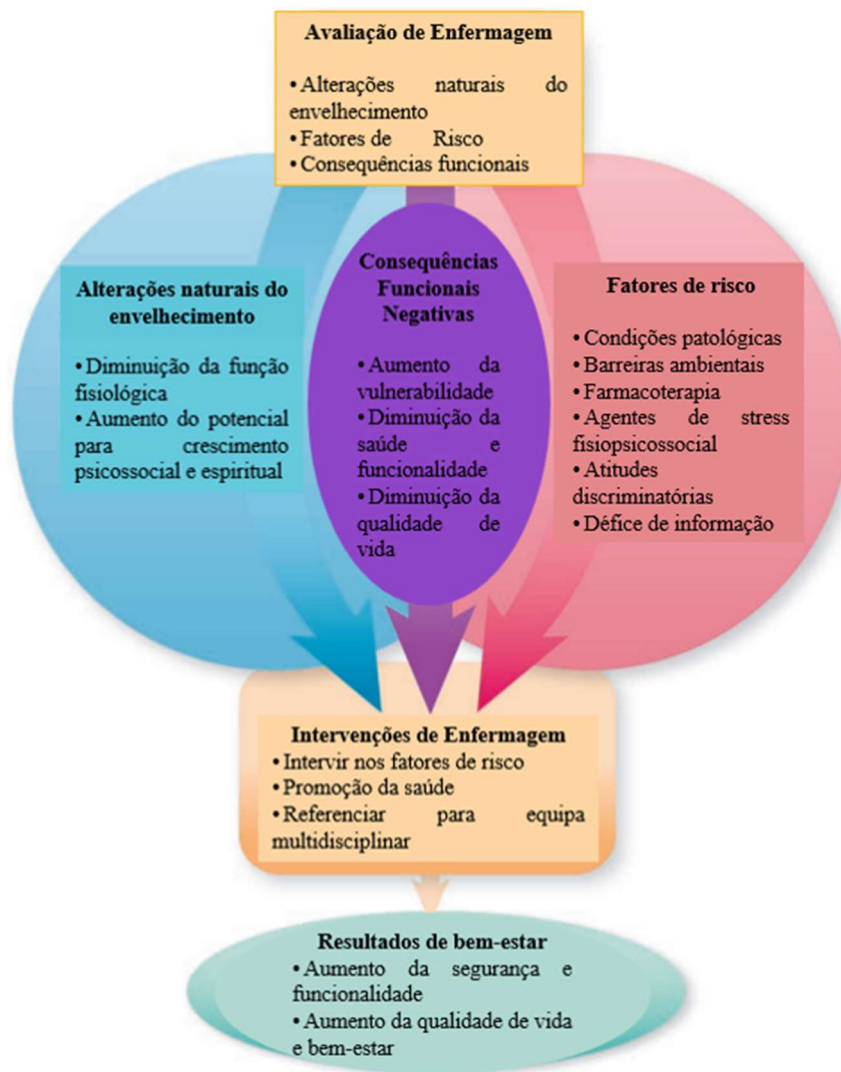 Avaliação de Enfermagem
• Alterações naturais do
envelhecimento
• Fatores de Risco
• Consequências funcionais
Alterações naturais do
envelhecimento
• Diminuição da função
fisiológica
• Aumento do potencial
para crescimento
psicossocial e espiritual
Consequências
Funcionais
Negativas
• Aumento da
vulnerabilidade
• Diminuição da
saúde e
funcionalidade
• Diminuição da
qualidade de
vida
Fatores de risco
• Condições patológicas
• Barreiras ambientais
• Farmacoterapia
• Agentes de stress
fisiopsicossocial
• Atitudes
discriminatórias
• Défice de informação
Intervenções de Enfermagem
• Intervir nos fatores de risco
• Promoção da saúde
• Referenciar para equipa
multidisciplinar
Resultados de bem-estar
• Aumento da segurança e
funcionalidade
• Aumento da qualidade de vida
e bem-estar